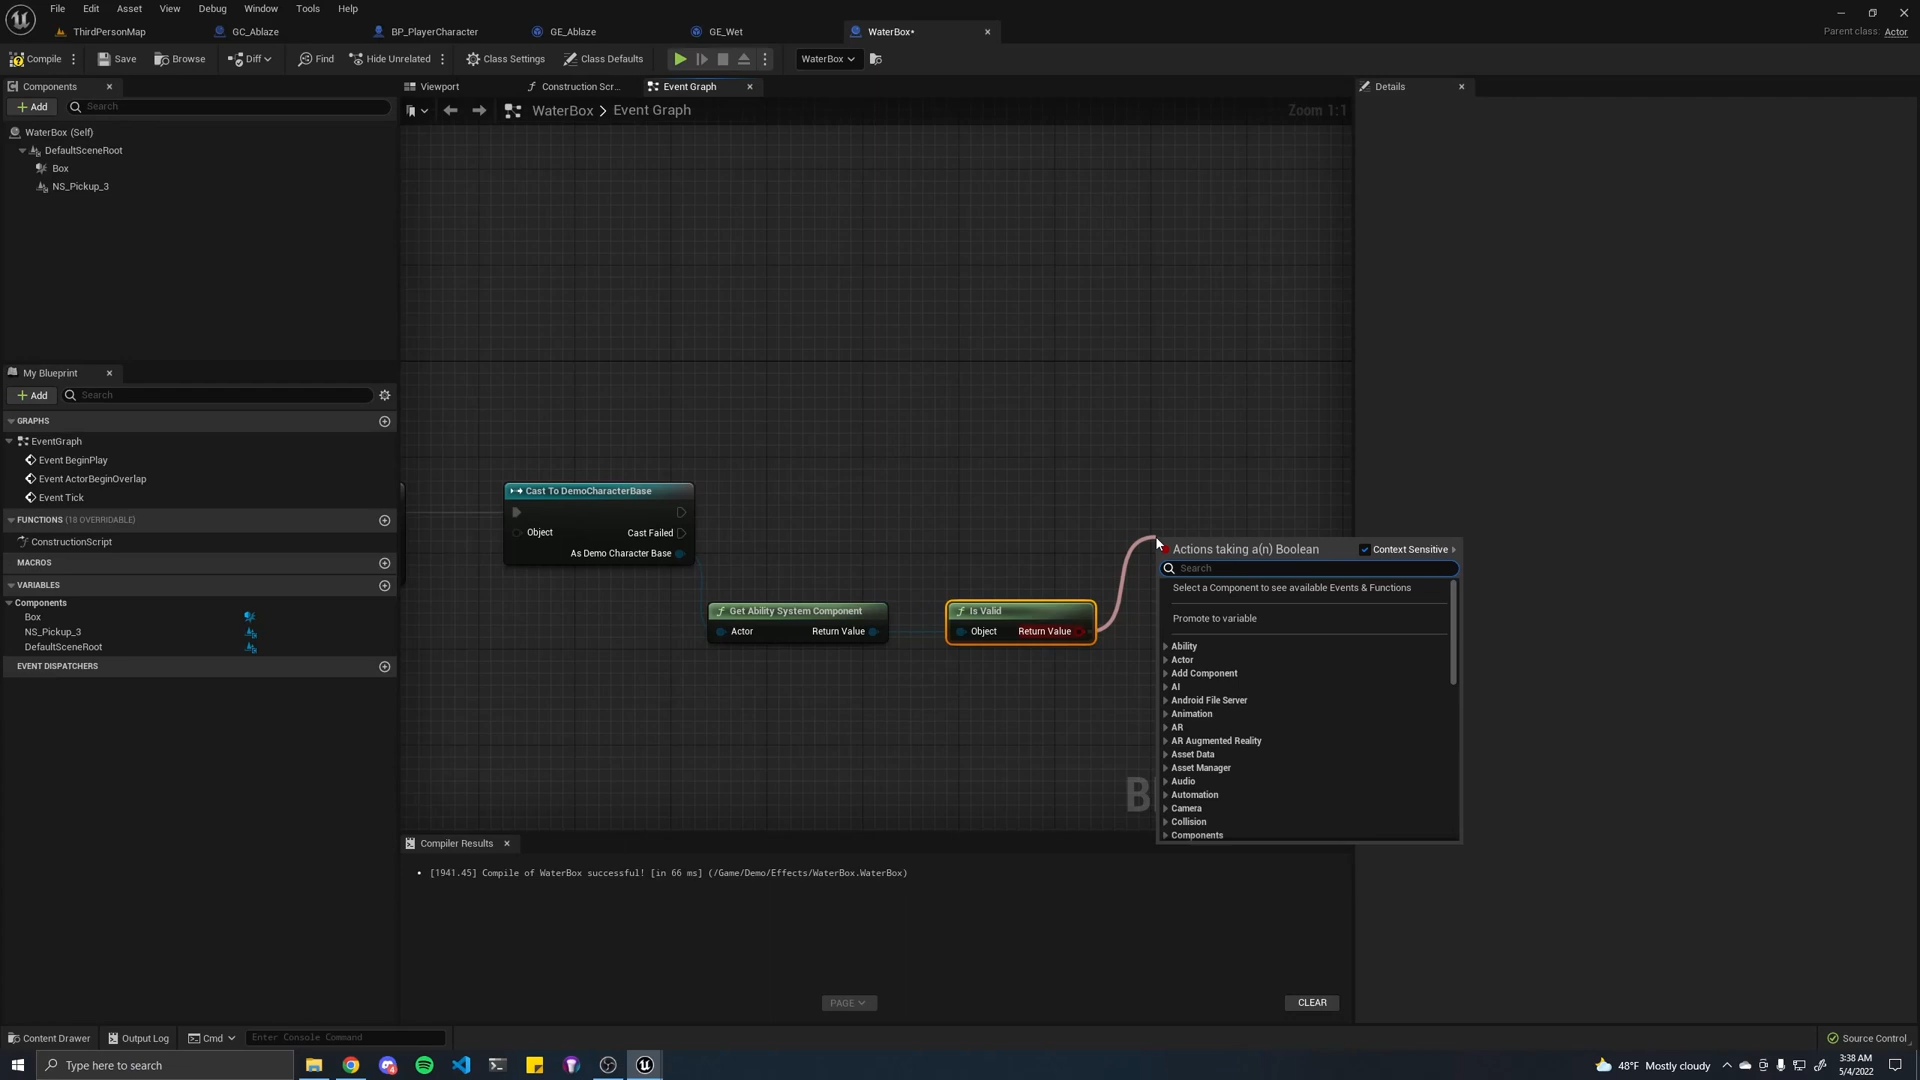 File Edit Asset View Debug Window Tools Help
ThirdPersonMap GC_Ablaze BP_PlayerCharacter GE_Ablaze GE_Wet WaterBox•
Parent class: Actor
Compile Save Browse Diff Find Hide Unrelated Class Settings Class Defaults WaterBox
Components
Viewport Construction Scr... Event Graph
Details
Add Search
WaterBox > Event Graph
Zoom 1:1
WaterBox (Self)
DefaultSceneRoot
Box
NS_Pickup_3
My Blueprint
Add Search
GRAPHS
EventGraph
Event BeginPlay
Event ActorBeginOverlap
Event Tick
FUNCTIONS (18 OVERRIDABLE)
ConstructionScript
MACROS
VARIABLES
Components
Box
NS_Pickup_3
DefaultSceneRoot
EVENT DISPATCHERS
Cast To DemoCharacterBase
Object Cast Failed
As Demo Character Base
Get Ability System Component
Actor Return Value
Is Valid
Object Return Value
Actions taking a(n) Boolean Context Sensitive
Search
Select a Component to see available Events & Functions
Promote to variable
Ability
Actor
Add Component
AI
Android File Server
Animation
AR
AR Augmented Reality
Asset Data
Asset Manager
Audio
Automation
Camera
Collision
Components
Compiler Results
[1941.45] Compile of WaterBox successful! [in 66 ms] (/Game/Demo/Effects/WaterBox.WaterBox)
PAGE
CLEAR
Content Drawer Output Log Cmd Enter Console Command
Source Control
Type here to search
48°F Mostly cloudy
3:38 AM
5/4/2022